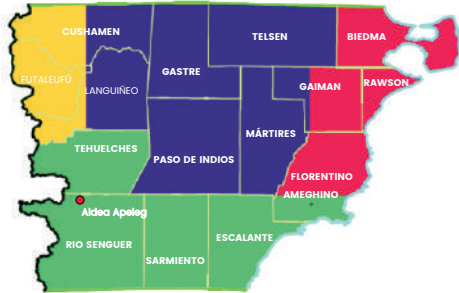 CUSHAMEN
TELSEN
BIEDMA
GASTRE
FUTALEUFÚ
LANGUIÑEO
GAIMAN
RAWSON
MÁRTIRES
TEHUELCHES
PASO DE INDIOS
FLORENTINO
AMEGHINO
Aldea Apeleg
RIO SENGUER
ESCALANTE
SARMIENTO